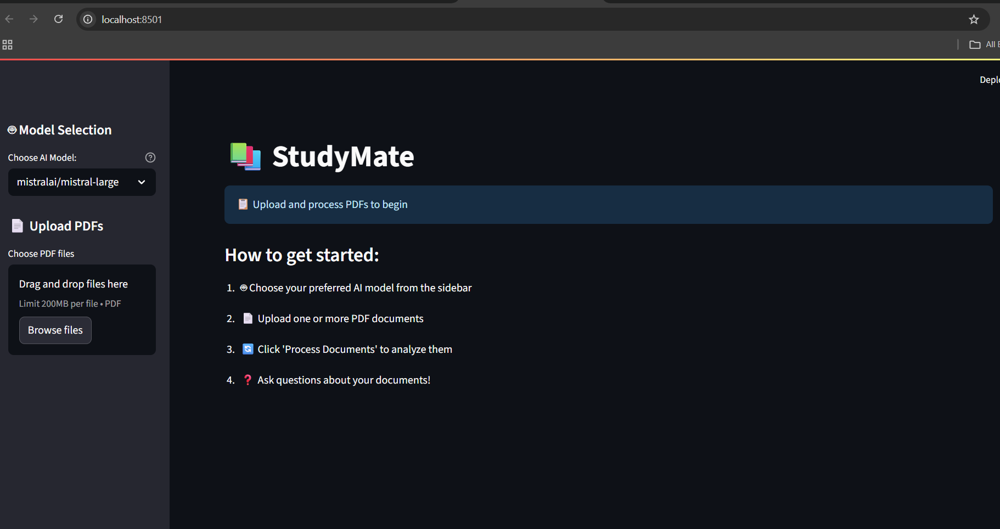 localhost:8501
All
Model Selection
Choose AI Model:
mistralai/mistral-large
Upload PDFs
Choose PDF files
Drag and drop files here
Limit 200MB per file • PDF
Browse files
StudyMate
Upload and process PDFs to begin
How to get started:
1. Choose your preferred AI model from the sidebar
2. Upload one or more PDF documents
3. Click 'Process Documents' to analyze them
4. ❓ Ask questions about your documents!